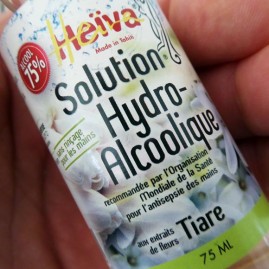 Heiva
Made in Tahiti
ALCOOL
75%
Solution
Hydro-
Alcoolique
sans rinçage
pour les mains
recommandée par l'Organisation
Mondiale de la Santé
pour l'antisepsie des mains
aux extraits
de fleurs
Tiare
75 ML